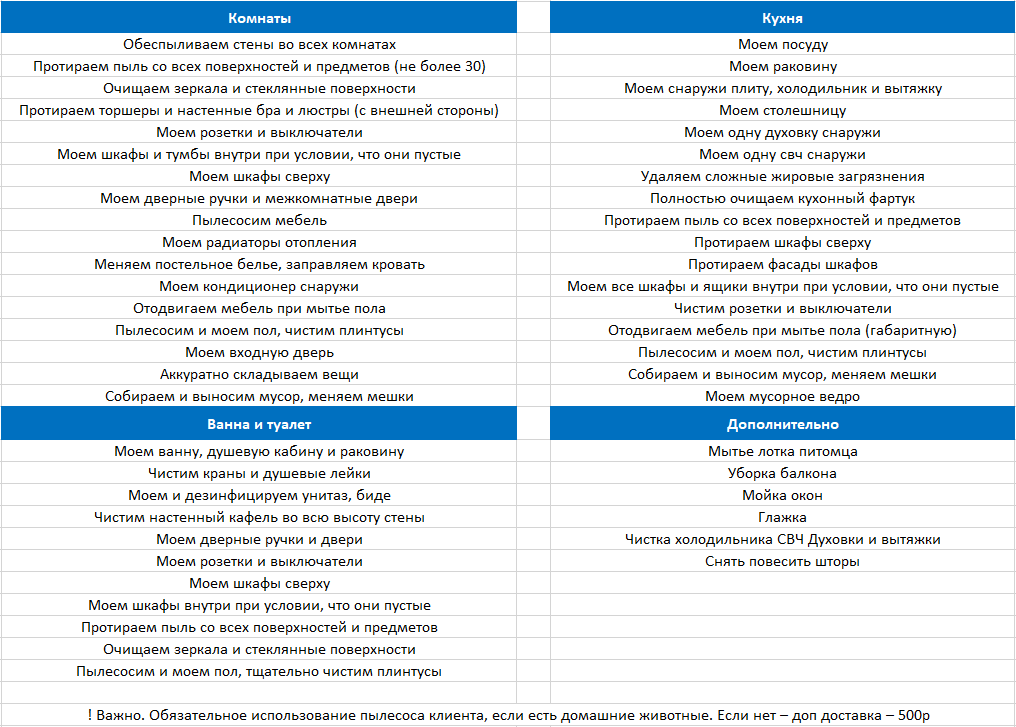 Комнаты
Обеспыливаем стены во всех комнатах
Протираем пыль со всех поверхностей и предметов (не более 30)
Очищаем зеркала и стеклянные поверхности
Протираем торшеры и настенные бра и люстры (с внешней стороны)
Моем розетки и выключатели
Моем шкафы и тумбы внутри при условии, что они пустые
Моем шкафы сверху
Моем дверные ручки и межкомнатные двери
Пылесосим мебель
Моем радиаторы отопления
Меняем постельное белье, заправляем кровать
Моем кондиционер снаружи
Отодвигаем мебель при мытье пола
Пылесосим и моем пол, чистим плинтусы
Моем входную дверь
Аккуратно складываем вещи
Собираем и выносим мусор, меняем мешки
Кухня
Моем посуду
Моем раковину
Моем снаружи плиту, холодильник и вытяжку
Моем столешницу
Моем одну духовку снаружи
Моем одну свч снаружи
Удаляем сложные жировые загрязнения
Полностью очищаем кухонный фартук
Протираем пыль со всех поверхностей и предметов
Протираем шкафы сверху
Протираем фасады шкафов
Моем все шкафы и ящики внутри при условии, что они пустые
Чистим розетки и выключатели
Отодвигаем мебель при мытье пола (габаритную)
Пылесосим и моем пол, чистим плинтусы
Собираем и выносим мусор, меняем мешки
Моем мусорное ведро
Ванна и туалет
Моем ванну, душевую кабину и раковину
Чистим краны и душевые лейки
Моем и дезинфицируем унитаз, биде
Чистим настенный кафель во всю высоту стены
Моем дверные ручки и двери
Моем розетки и выключатели
Моем шкафы сверху
Моем шкафы внутри при условии, что они пустые
Протираем пыль со всех поверхностей и предметов
Очищаем зеркала и стеклянные поверхности
Пылесосим и моем пол, тщательно чистим плинтусы
Дополнительно
Мытье лотка питомца
Уборка балкона
Мойка окон
Глажка
Чистка холодильника СВЧ Духовки и вытяжки
Снять повесить шторы
! Важно. Обязательное использование пылесоса клиента, если есть домашние животные. Если нет – доп доставка – 500р